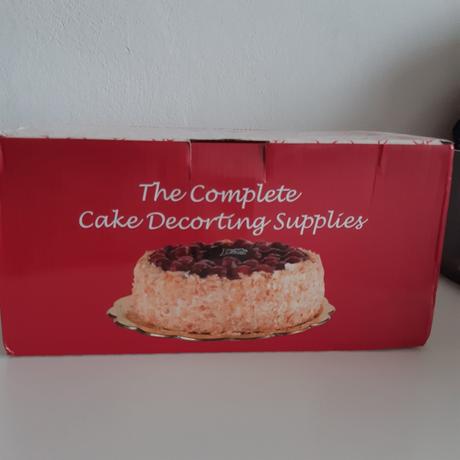 The Complete
Cake Decorting Supplies